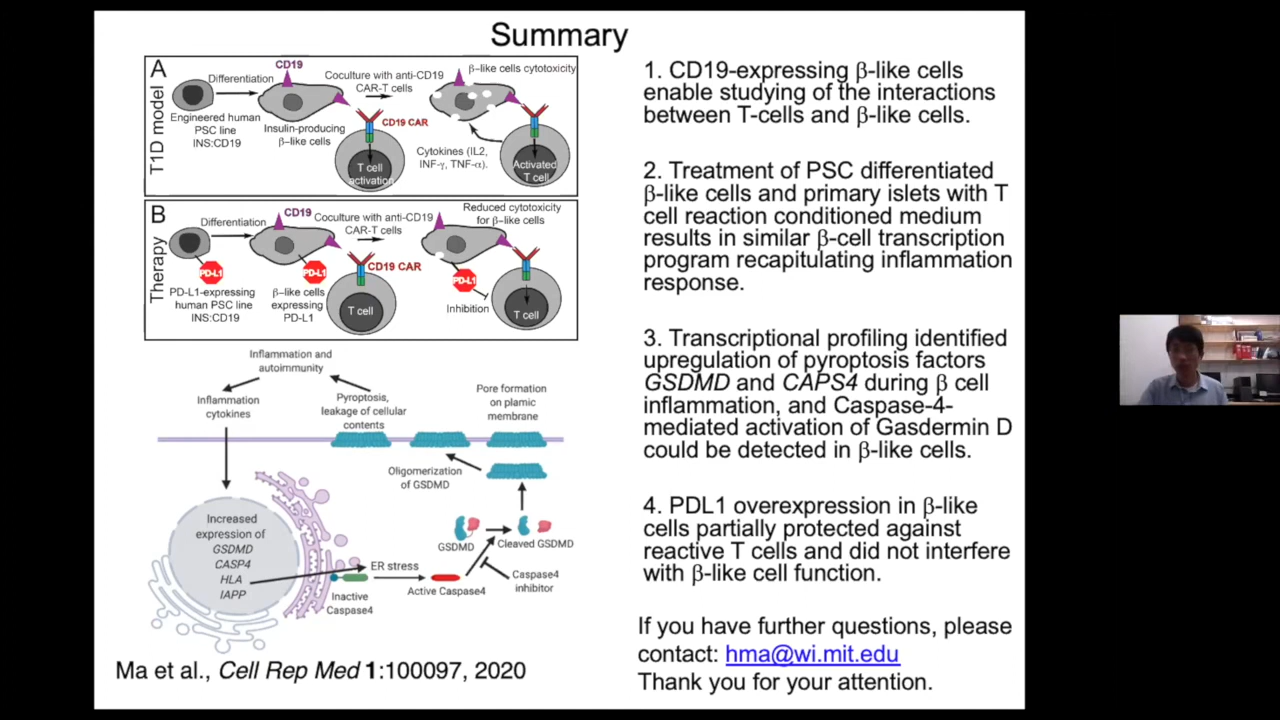 Summary
A
T1D model
Differentiation
CD19
Coculture with anti-CD19
CAR-T cells
β-like cells cytotoxicity
Engineered human
PSC line
INS:CD19
Insulin-producing
β-like cells
CD19 CAR
T cell
activation
Cytokines (IL2,
INF-γ, TNF-α).
Activated
T cell
B
Therapy
Differentiation
CD19
Coculture with anti-CD19
CAR-T cells
Reduced cytotoxicity
for β-like cells
PD-L1
PD-L1
CD19 CAR
PD-L1
PD-L1-expressing
human PSC line
INS:CD19
β-like cells
expressing
PD-L1
T cell
Inhibition
T cell
Inflammation and
autoimmunity
Inflammation
cytokines
Pyroptosis,
leakage of cellular
contents
Pore formation
on plamic
membrane
Oligomerization
of GSDMD
Increased
expression of
GSDMD
CASP4
HLA
IAPP
GSDMD
Cleaved GSDMD
ER stress
Inactive
Caspase4
Active Caspase4
Caspase4
inhibitor
Ma et al., Cell Rep Med 1:100097, 2020
1. CD19-expressing β-like cells
enable studying of the interactions
between T-cells and β-like cells.
2. Treatment of PSC differentiated
β-like cells and primary islets with T
cell reaction conditioned medium
results in similar β-cell transcription
program recapitulating inflammation
response.
3. Transcriptional profiling identified
upregulation of pyroptosis factors
GSDMD and CAPS4 during β cell
inflammation, and Caspase-4-
mediated activation of Gasdermin D
could be detected in β-like cells.
4. PDL1 overexpression in β-like
cells partially protected against
reactive T cells and did not interfere
with β-like cell function.
If you have further questions, please
contact: hma@wi.mit.edu
Thank you for your attention.